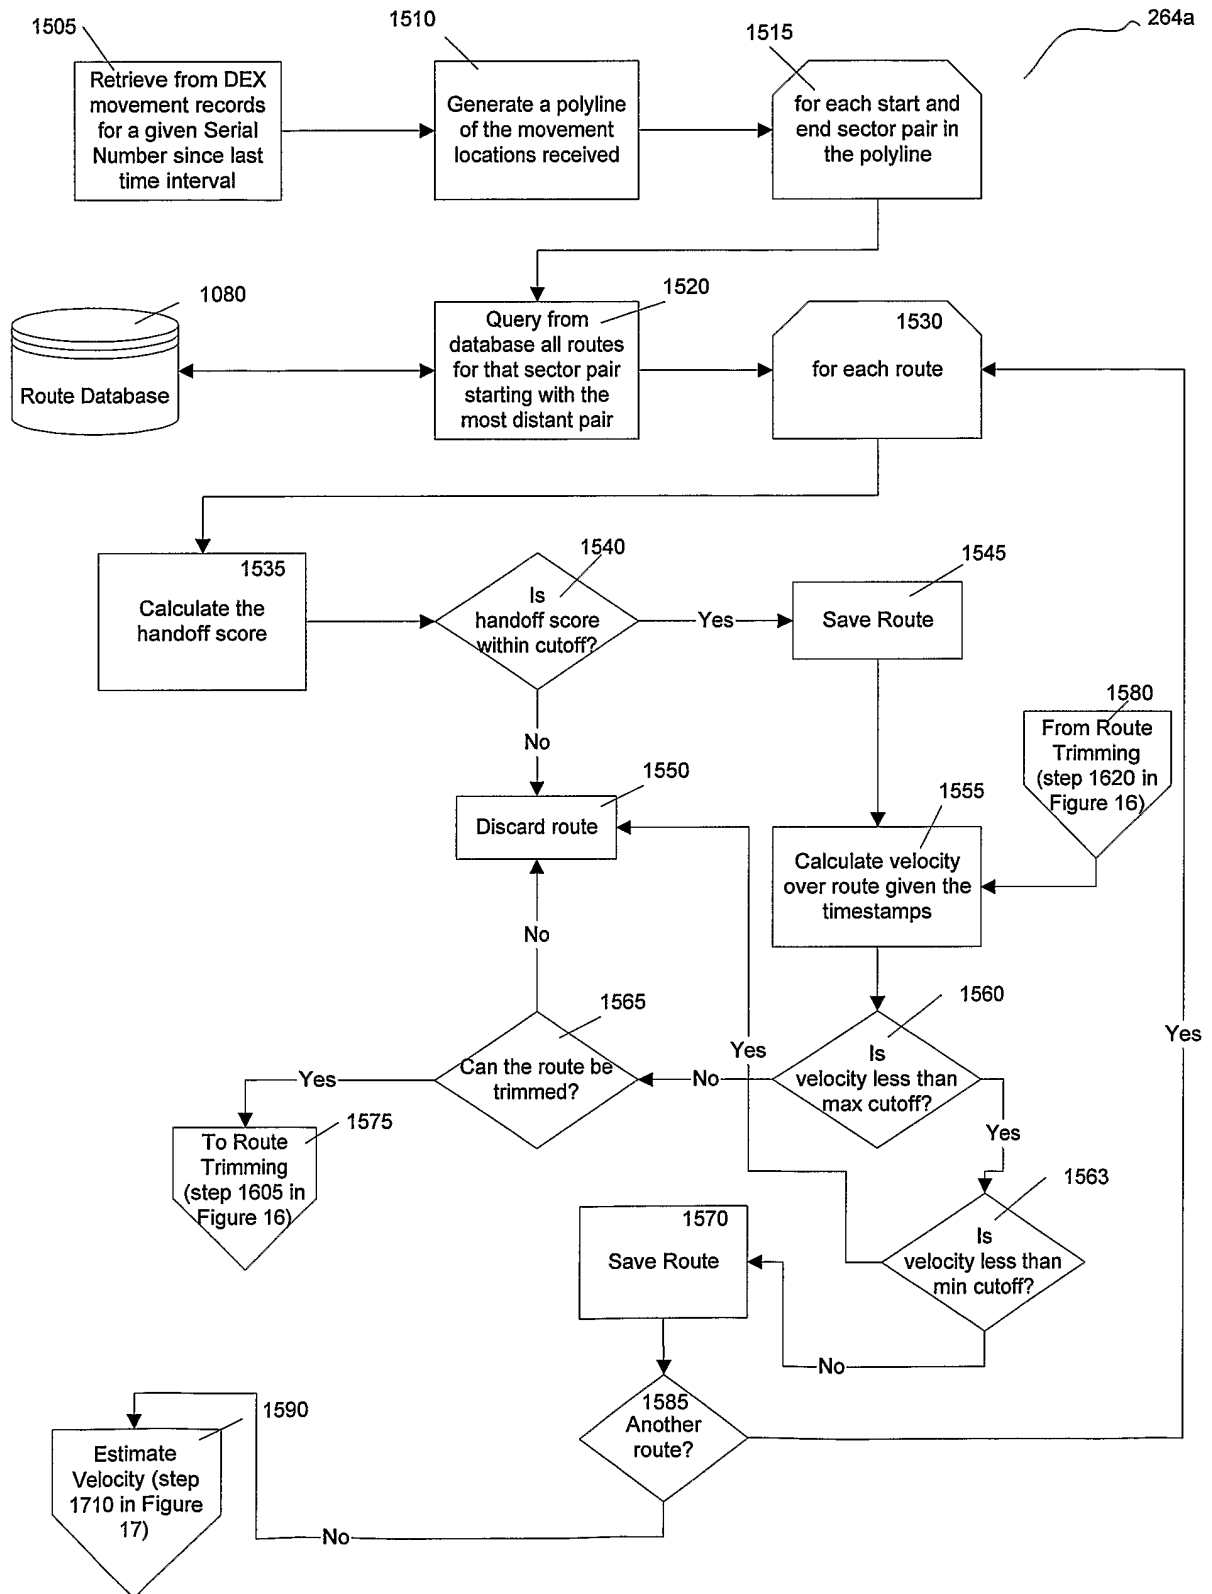 1505
1510
1515
264a
Retrieve from DEX
movement records
for a given Serial
Number since last
time interval
Generate a polyline
of the movement
locations received
for each start and
end sector pair in
the polyline
1080
Route Database
1520
Query from
database all routes
for that sector pair
starting with the
most distant pair
1530
for each route
1535
Calculate the
handoff score
1540
Is
handoff score
within cutoff?
Yes
1545
Save Route
No
1550
Discard route
1580
From Route
Trimming
(step 1620 in
Figure 16)
1555
Calculate velocity
over route given the
timestamps
No
1565
Can the route be
trimmed?
Yes
1575
To Route
Trimming
(step 1605 in
Figure 16)
No
Yes
1560
Is
velocity less than
max cutoff?
Yes
Yes
1563
Is
velocity less than
min cutoff?
1570
Save Route
No
1585
Another
route?
1590
Estimate
Velocity (step
1710 in Figure
17)
No